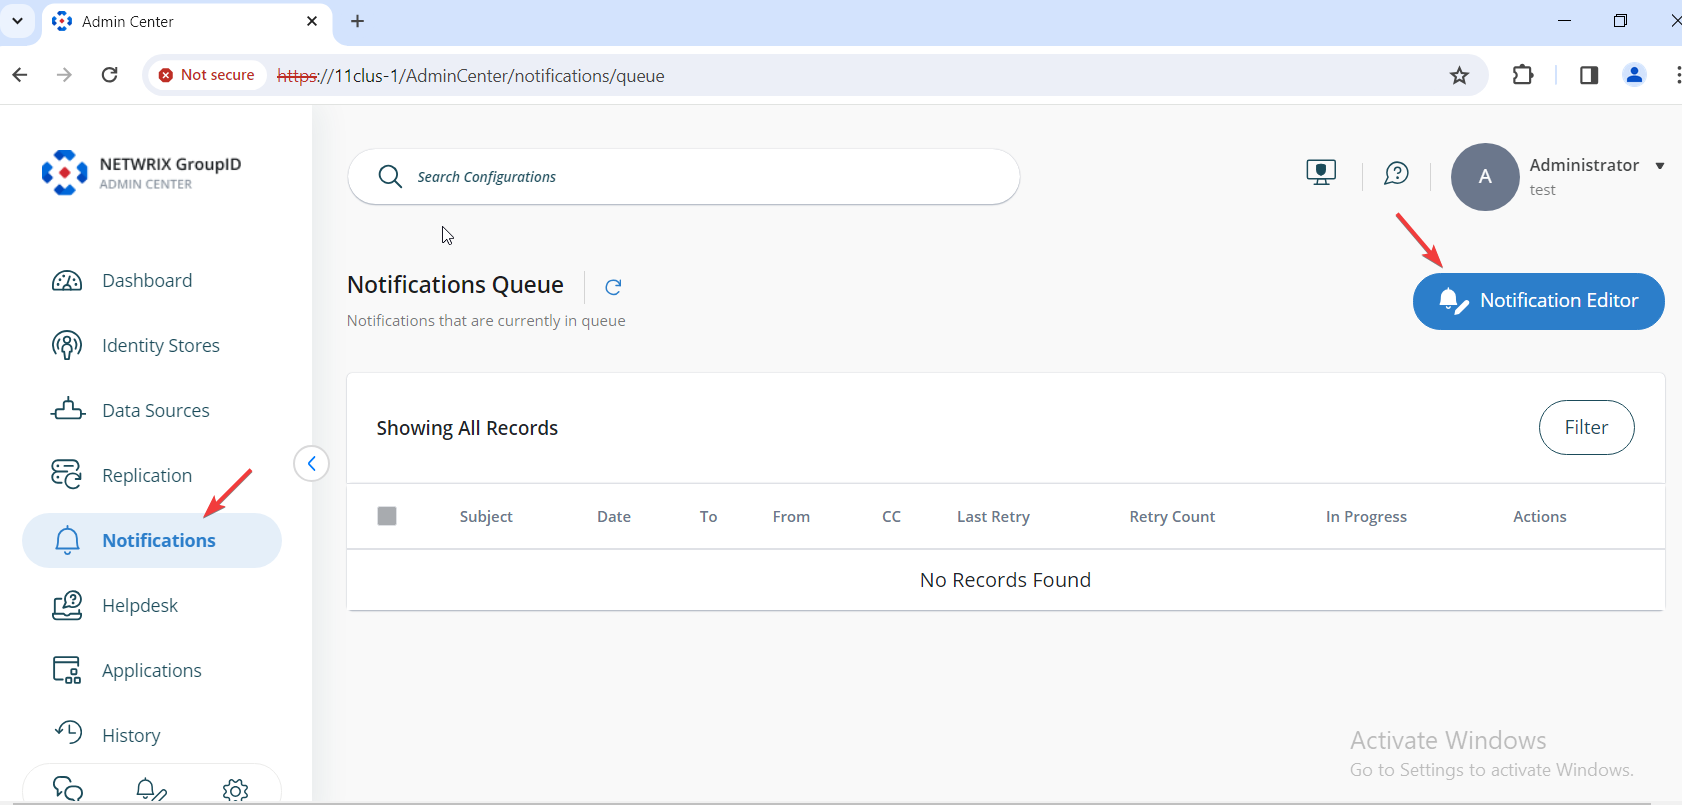 Admin Center
Not secure https://11clus-1/AdminCenter/notifications/queue
NETWRIX GroupID
ADMIN CENTER
Search Configurations
A
Administrator
test
Dashboard
Identity Stores
Data Sources
Replication
Notifications
Helpdesk
Applications
History
Notifications Queue
Notifications that are currently in queue
Notification Editor
Showing All Records
Filter
Subject Date To From CC Last Retry Retry Count In Progress Actions
No Records Found
Activate Windows
Go to Settings to activate Windows.